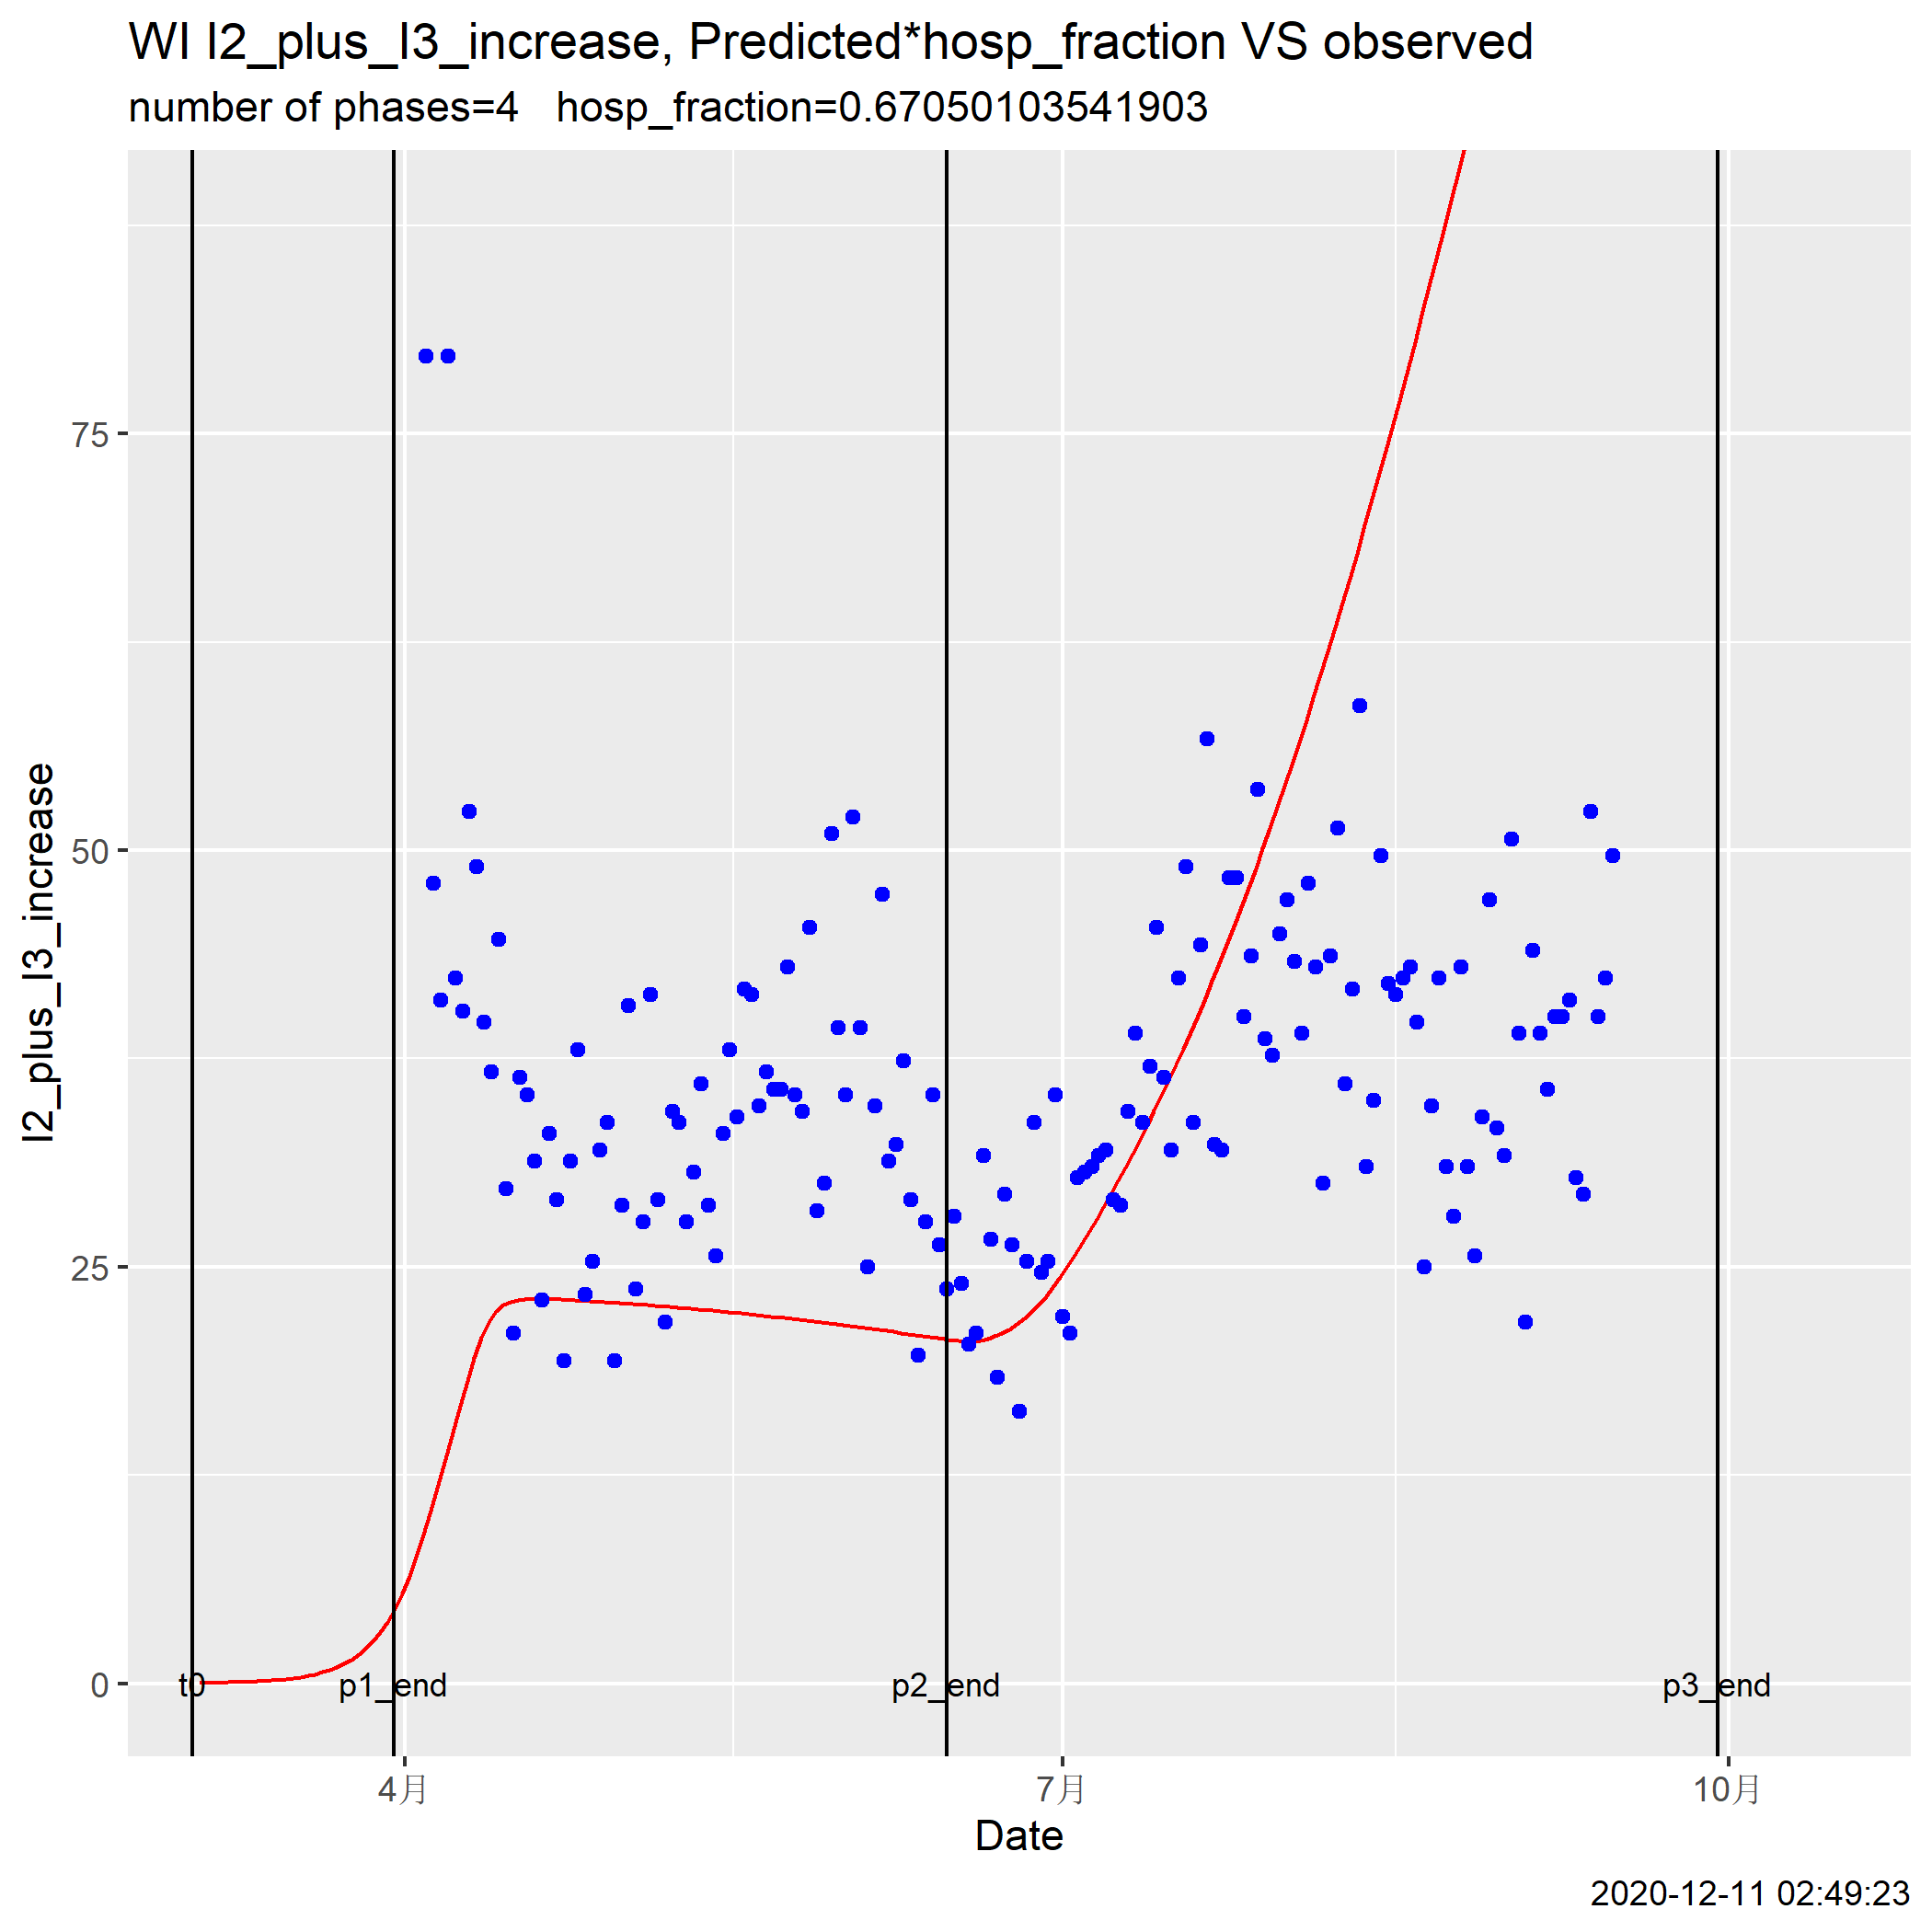 WI I2_plus_I3_increase, Predicted*hosp_fraction VS observed
number of phases=4 hosp_fraction=0.67050103541903
I2_plus_I3_increase
75
50
25
0
t0
p1_end
p2_end
p3_end
4月
7月
10月
Date
2020-12-11 02:49:23